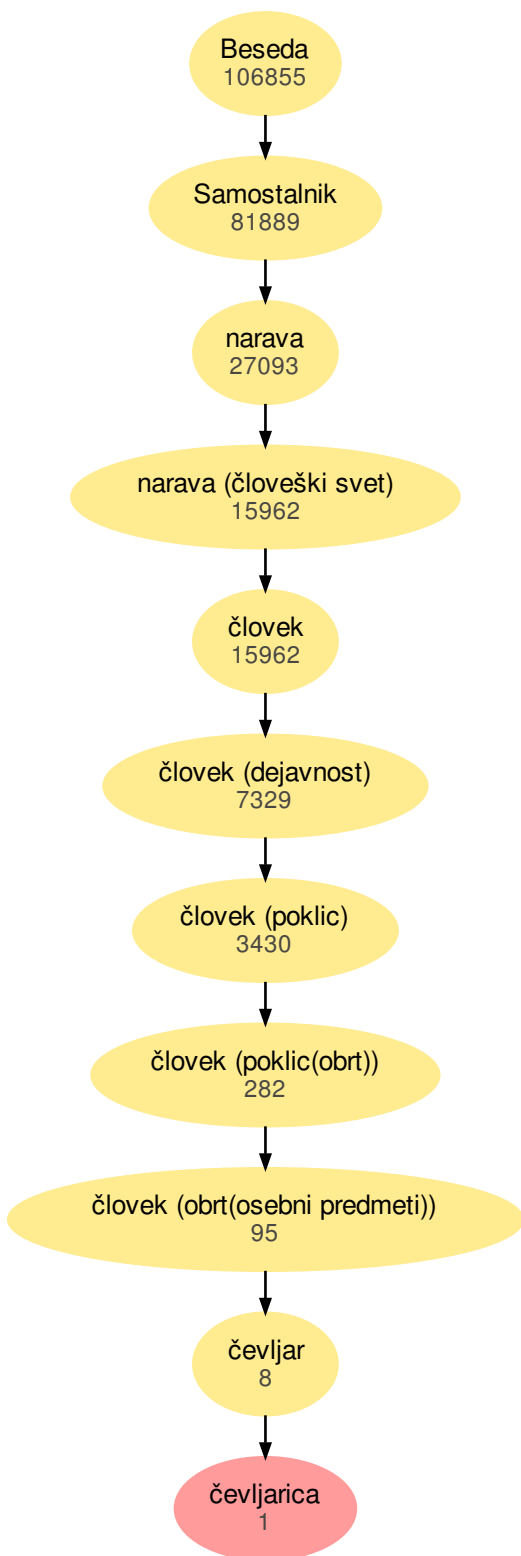 Beseda
106855
Samostalnik
81889
narava
27093
narava (človeški svet)
15962
človek
15962
človek (dejavnost)
7329
človek (poklic)
3430
človek (poklic(obrt))
282
človek (obrt(osebni predmeti))
95
čevljar
8
čevljarica
1